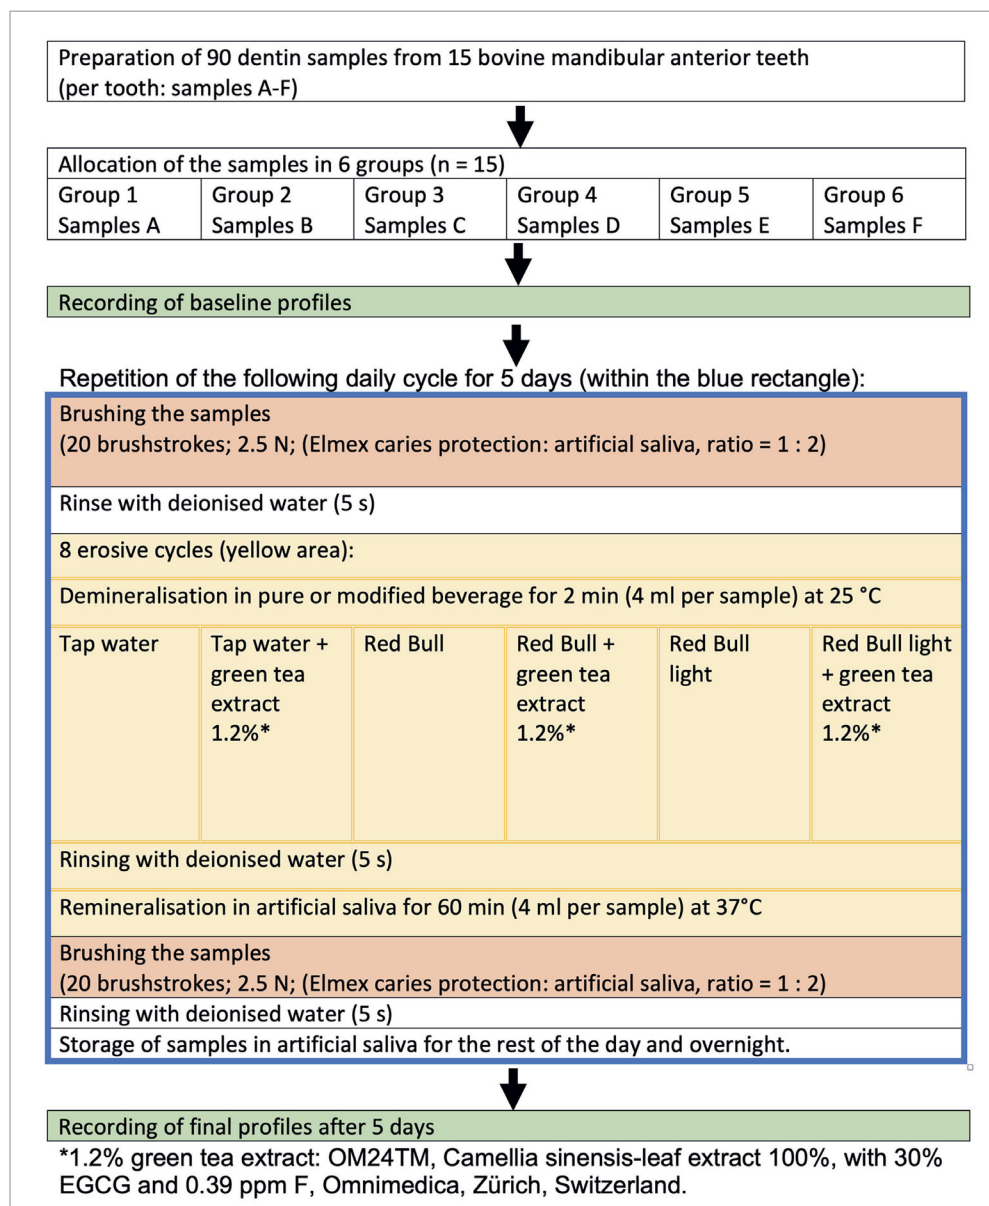 Preparation of 90 dentin samples from 15 bovine mandibular anterior teeth
(per tooth: samples A-F)
Allocation of the samples in 6 groups (n = 15)
Group 1
Samples A
Group 2
Samples B
Group 3
Samples C
Group 4
Samples D
Group 5
Samples E
Group 6
Samples F
Recording of baseline profiles
Repetition of the following daily cycle for 5 days (within the blue rectangle):
Brushing the samples
(20 brushstrokes; 2.5 N; (Elmex caries protection: artificial saliva, ratio = 1 : 2)
Rinse with deionised water (5 s)
8 erosive cycles (yellow area):
Demineralisation in pure or modified beverage for 2 min (4 ml per sample) at 25 °C
Tap water
Tap water +
green tea
extract
1.2%*
Red Bull
Red Bull +
green tea
extract
1.2%*
Red Bull
light
Red Bull light
+ green tea
extract
1.2%*
Rinsing with deionised water (5 s)
Remineralisation in artificial saliva for 60 min (4 ml per sample) at 37°C
Brushing the samples
(20 brushstrokes; 2.5 N; (Elmex caries protection: artificial saliva, ratio = 1 : 2)
Rinsing with deionised water (5 s)
Storage of samples in artificial saliva for the rest of the day and overnight.
Recording of final profiles after 5 days
*1.2% green tea extract: OM24TM, Camellia sinensis-leaf extract 100%, with 30%
EGCG and 0.39 ppm F, Omnimedica, Zürich, Switzerland.